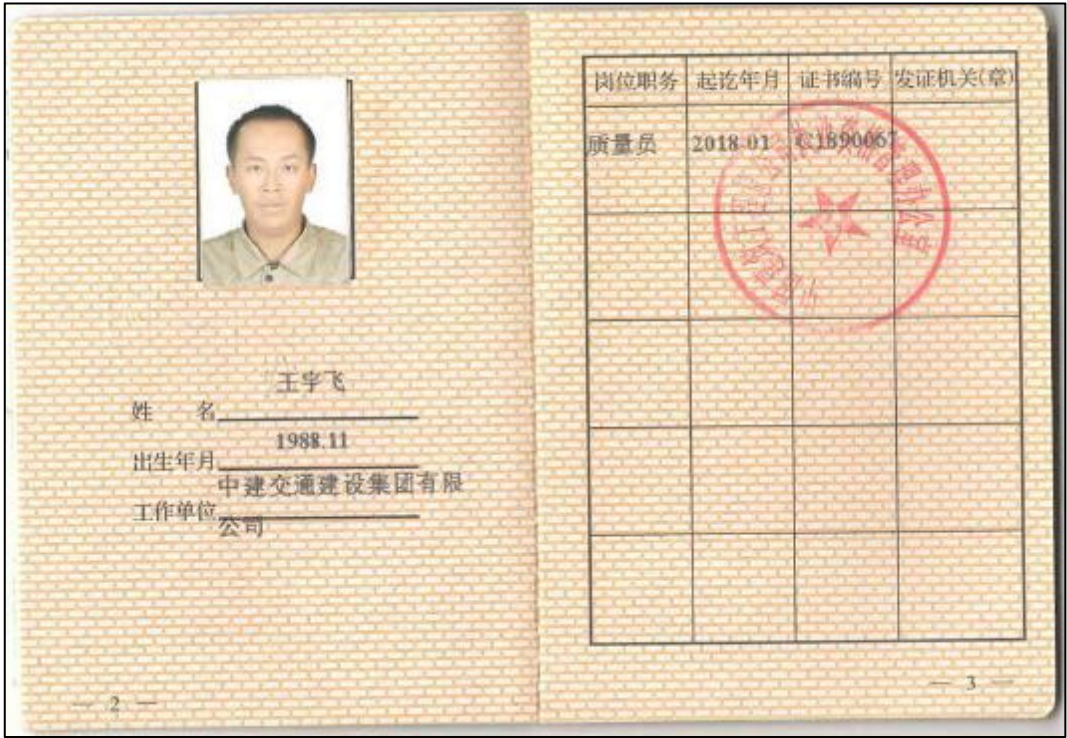 王宇飞
姓 名
1988.11
出生年月
中建交通建设集团有限
工作单位
公司
— 2 —
岗位职务 起讫年月 证书编号 发证机关(章)
质量员 2018 01 C1890067
— 3 —